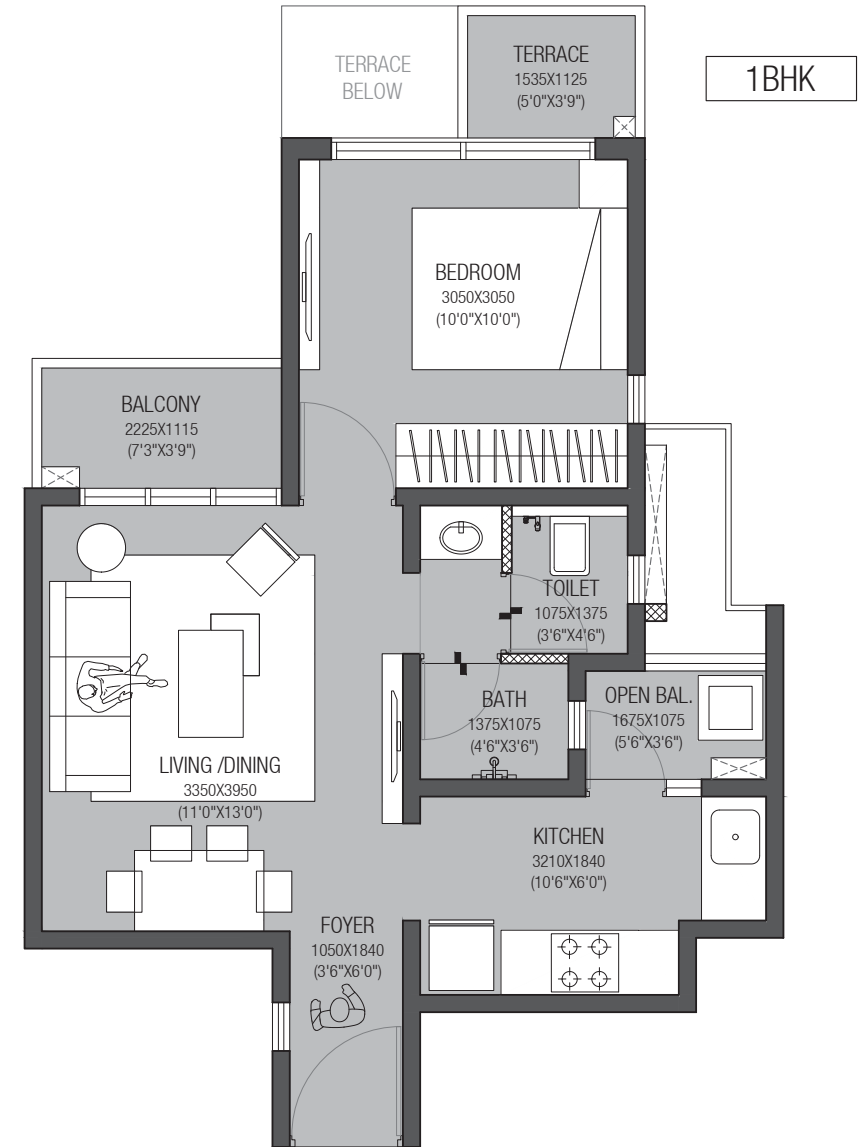 TERRACE
BELOW
TERRACE
1535X1125
(5'0"X3'9")
1BHK
BEDROOM
3050X3050
(10'0"X10'0")
BALCONY
2225X1115
(7'3"X3'9")
TOILET
1075X1375
(3'6"X4'6")
BATH
1375X1075
(4'6"X3'6")
OPEN BAL.
1675X1075
(5'6"X3'6")
LIVING /DINING
3350X3950
(11'0"X13'0")
KITCHEN
3210X1840
(10'6"X6'0")
FOYER
1050X1840
(3'6"X6'0")